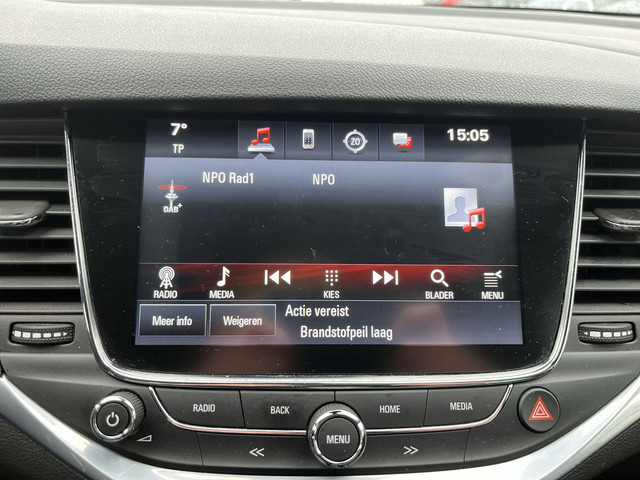 7°
TP
ZO
15:05
NPO Rad1 NPO
DAB+
RADIO MEDIA KIES BLADER MENU
Meer info Weigeren Actie vereist
Brandstofpeil laag
RADIO BACK HOME MEDIA
MENU